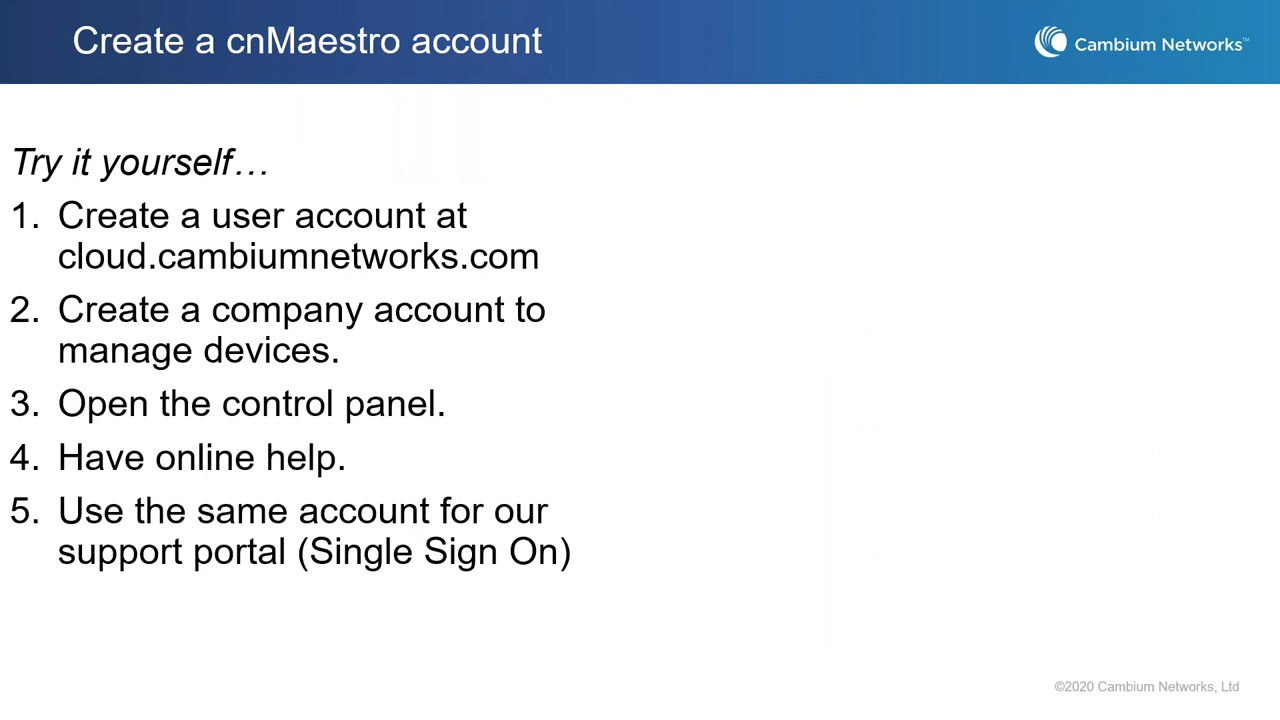 Create a cnMaestro account
Cambium Networks™
Try it yourself…
1. Create a user account at
cloud.cambiumnetworks.com
2. Create a company account to
manage devices.
3. Open the control panel.
4. Have online help.
5. Use the same account for our
support portal (Single Sign On)
©2020 Cambium Networks, Ltd